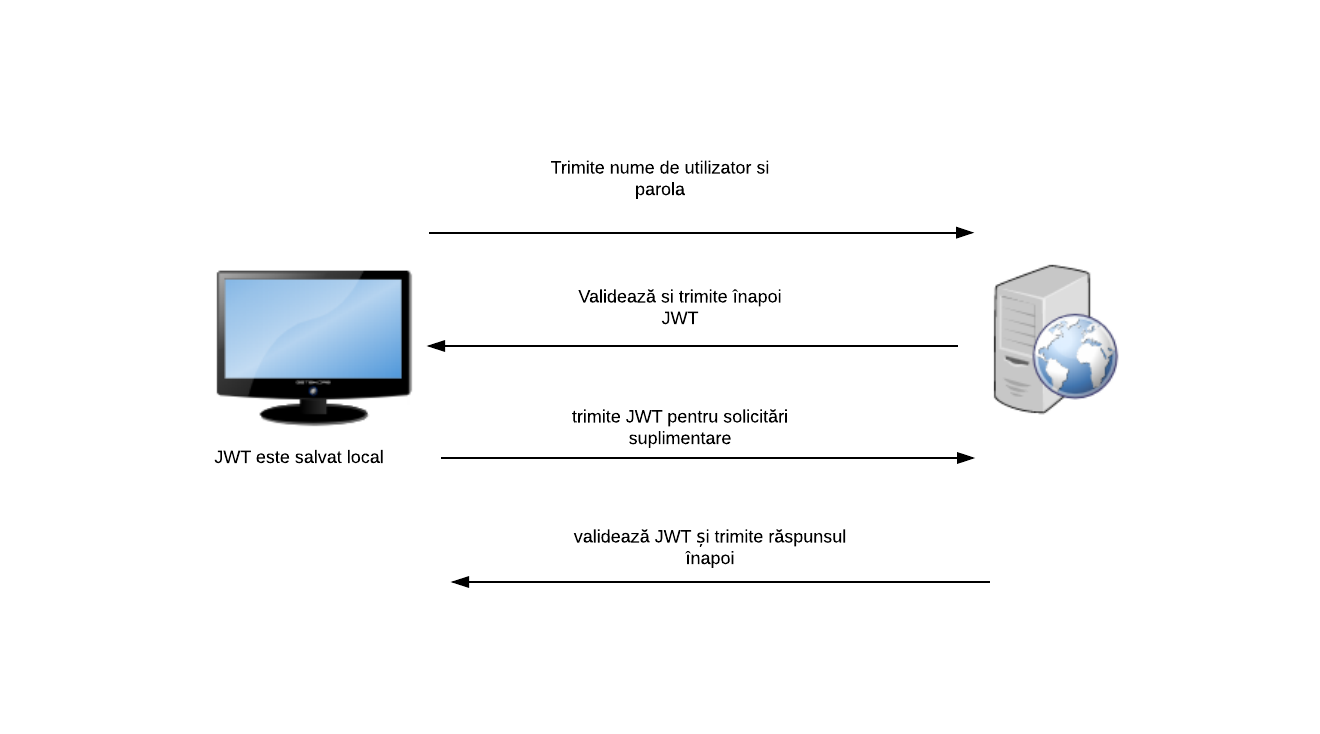 Trimite nume de utilizator si
parola
Validează si trimite înapoi
JWT
trimite JWT pentru solicitări
suplimentare
JWT este salvat local
validează JWT și trimite răspunsul
înapoi